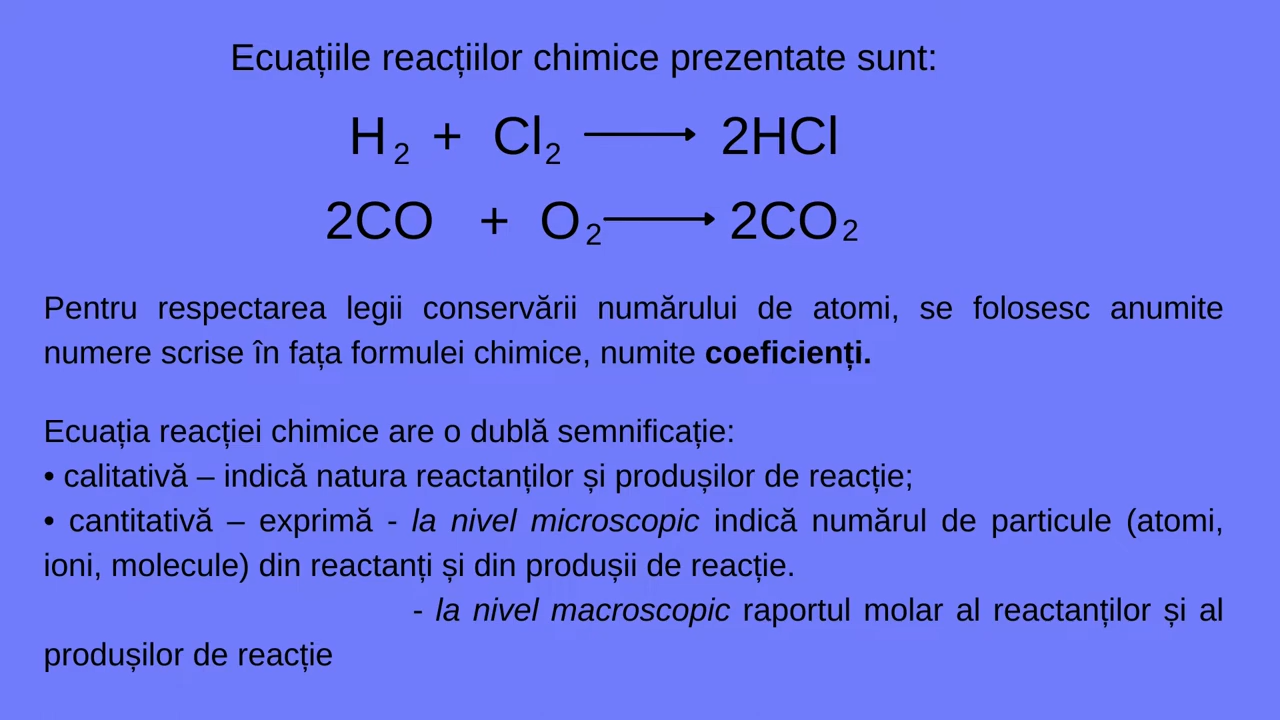 Ecuațiile reacțiilor chimice prezentate sunt:
H₂ + Cl₂ ⟶ 2HCl
2CO + O₂ ⟶ 2CO₂
Pentru respectarea legii conservării numărului de atomi, se folosesc anumite
numere scrise în fața formulei chimice, numite coeficienți.
Ecuația reacției chimice are o dublă semnificație:
• calitativă – indică natura reactanților și produșilor de reacție;
• cantitativă – exprimă - la nivel microscopic indică numărul de particule (atomi,
ioni, molecule) din reactanți și din produșii de reacție.
- la nivel macroscopic raportul molar al reactanților și al
produșilor de reacție